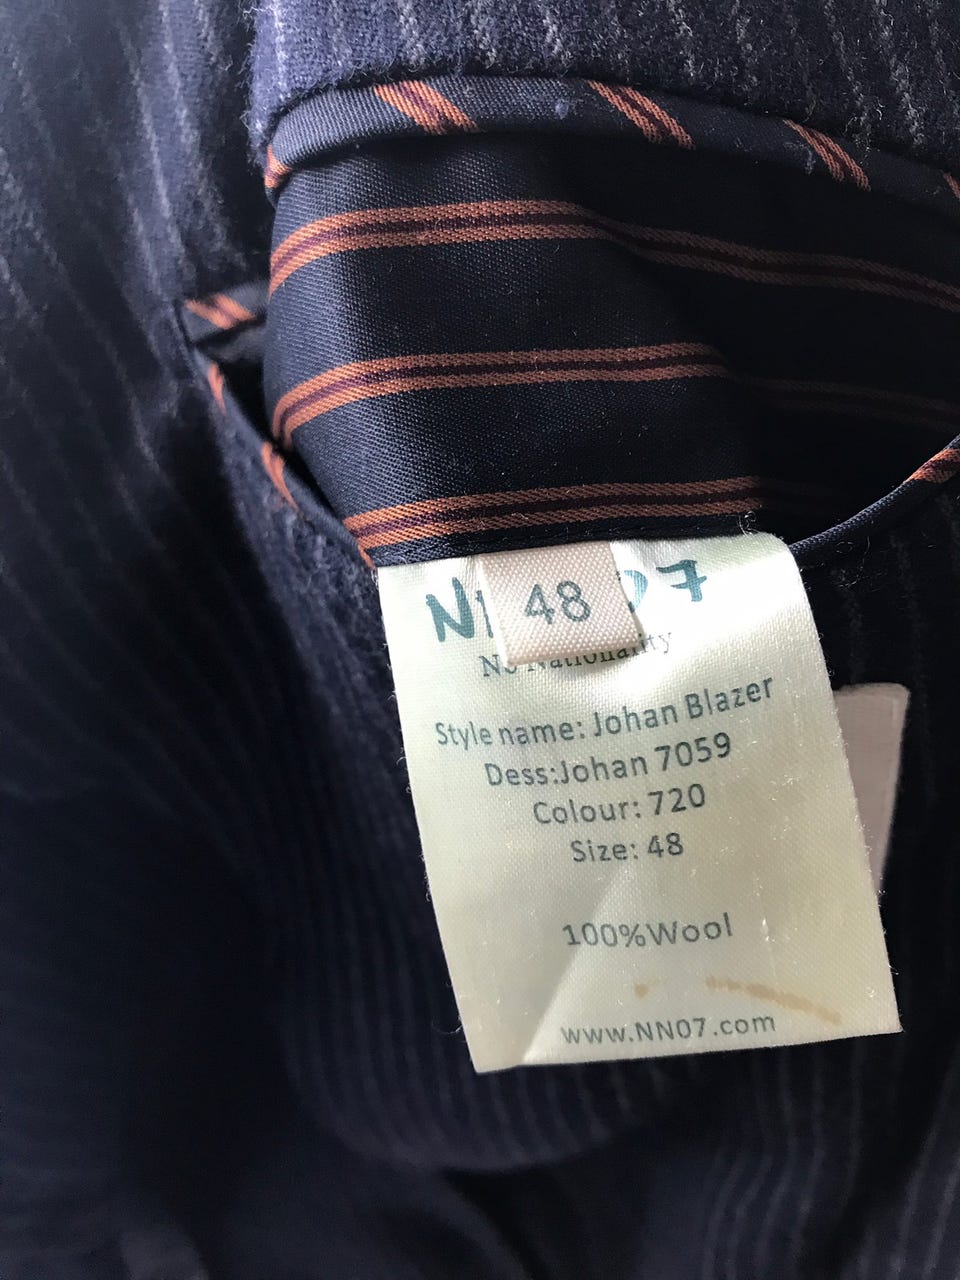 48
No Nationality
Style name: Johan Blazer
Dess:Johan 7059
Colour: 720
Size: 48
100%Wool
www.NN07.com